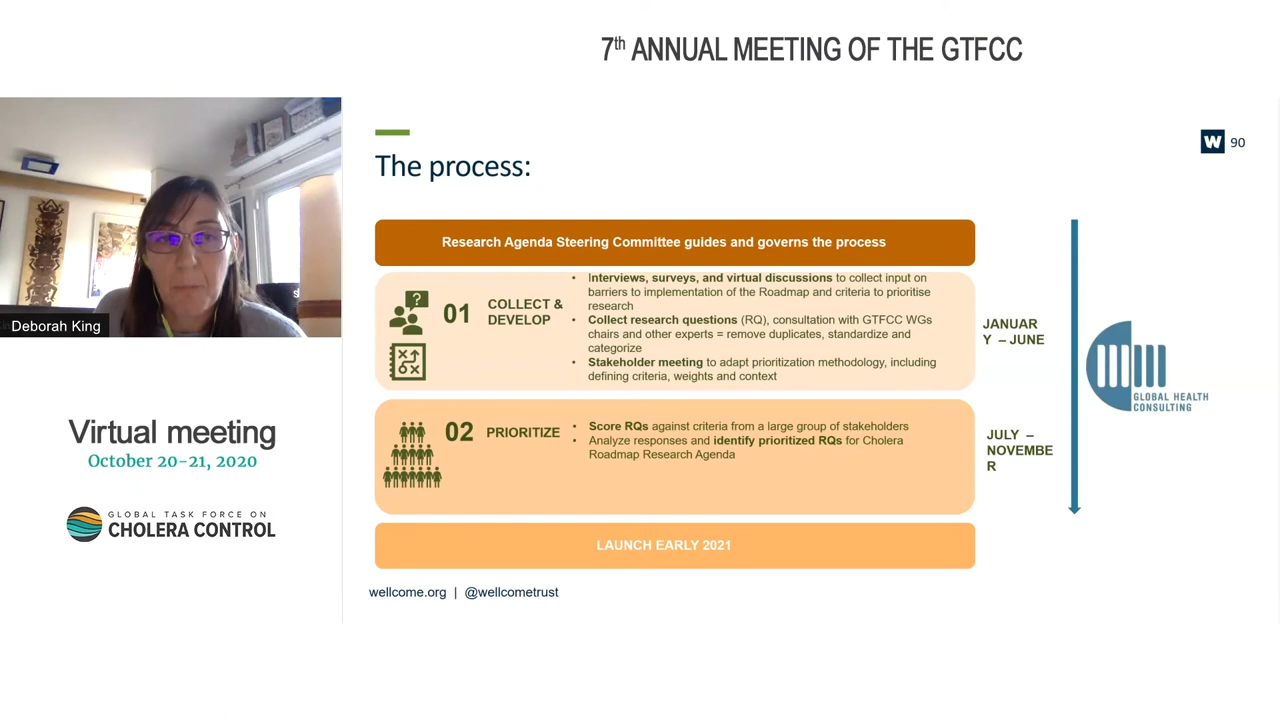 7th ANNUAL MEETING OF THE GTFCC
Deborah King
Virtual meeting
October 20-21, 2020
GLOBAL TASK FORCE ON
CHOLERA CONTROL
W 90
The process:
Research Agenda Steering Committee guides and governs the process
01
COLLECT &
DEVELOP
• Interviews, surveys, and virtual discussions to collect input on
barriers to implementation of the Roadmap and criteria to prioritise
research
• Collect research questions (RQ), consultation with GTFCC WGs
chairs and other experts = remove duplicates, standardize and
categorize
• Stakeholder meeting to adapt prioritization methodology, including
defining criteria, weights and context
JANUAR
Y – JUNE
02
PRIORITIZE
• Score RQs against criteria from a large group of stakeholders
• Analyze responses and identify prioritized RQs for Cholera
Roadmap Research Agenda
JULY –
NOVEMBE
R
GLOBAL HEALTH
CONSULTING
LAUNCH EARLY 2021
wellcome.org | @wellcometrust